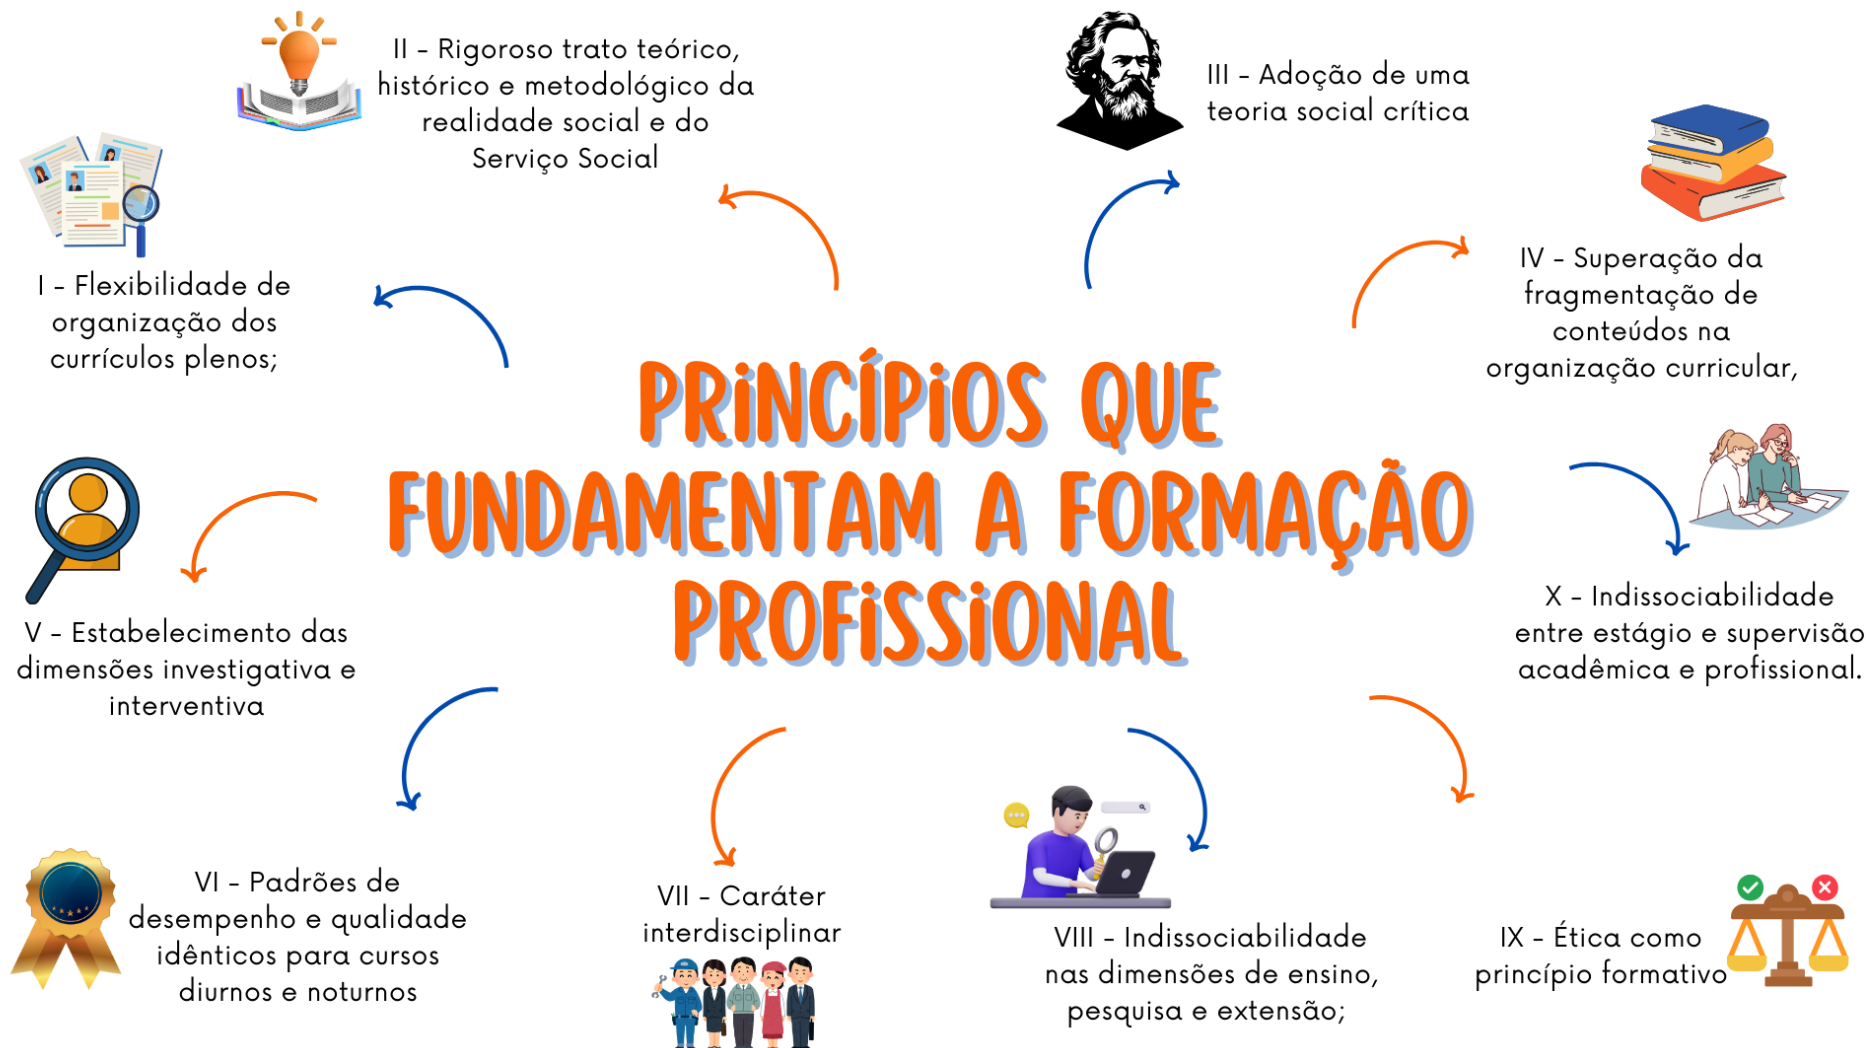 II - Rigoroso trato teórico,
histórico e metodológico da
realidade social e do
Serviço Social
III - Adoção de uma
teoria social crítica
I - Flexibilidade de
organização dos
currículos plenos;
IV - Superação da
fragmentação de
conteúdos na
organização curricular,
PRINCÍPIOS QUE
FUNDAMENTAM A FORMAÇÃO
PROFISSIONAL
V - Estabelecimento das
dimensões investigativa e
interventiva
X - Indissociabilidade
entre estágio e supervisão
acadêmica e profissional.
VI - Padrões de
desempenho e qualidade
idênticos para cursos
diurnos e noturnos
VII - Caráter
interdisciplinar
VIII - Indissociabilidade
nas dimensões de ensino,
pesquisa e extensão;
IX - Ética como
princípio formativo